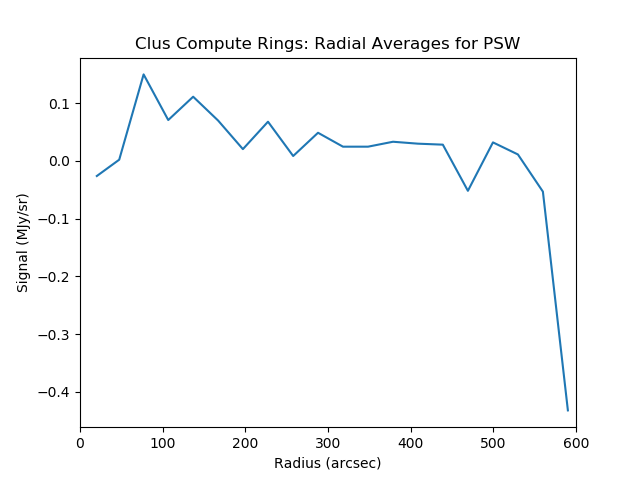 Clus Compute Rings: Radial Averages for PSW
0.1
0.0
−0.1
−0.2
−0.3
−0.4
Signal (MJy/sr)
0 100 200 300 400 500 600
Radius (arcsec)